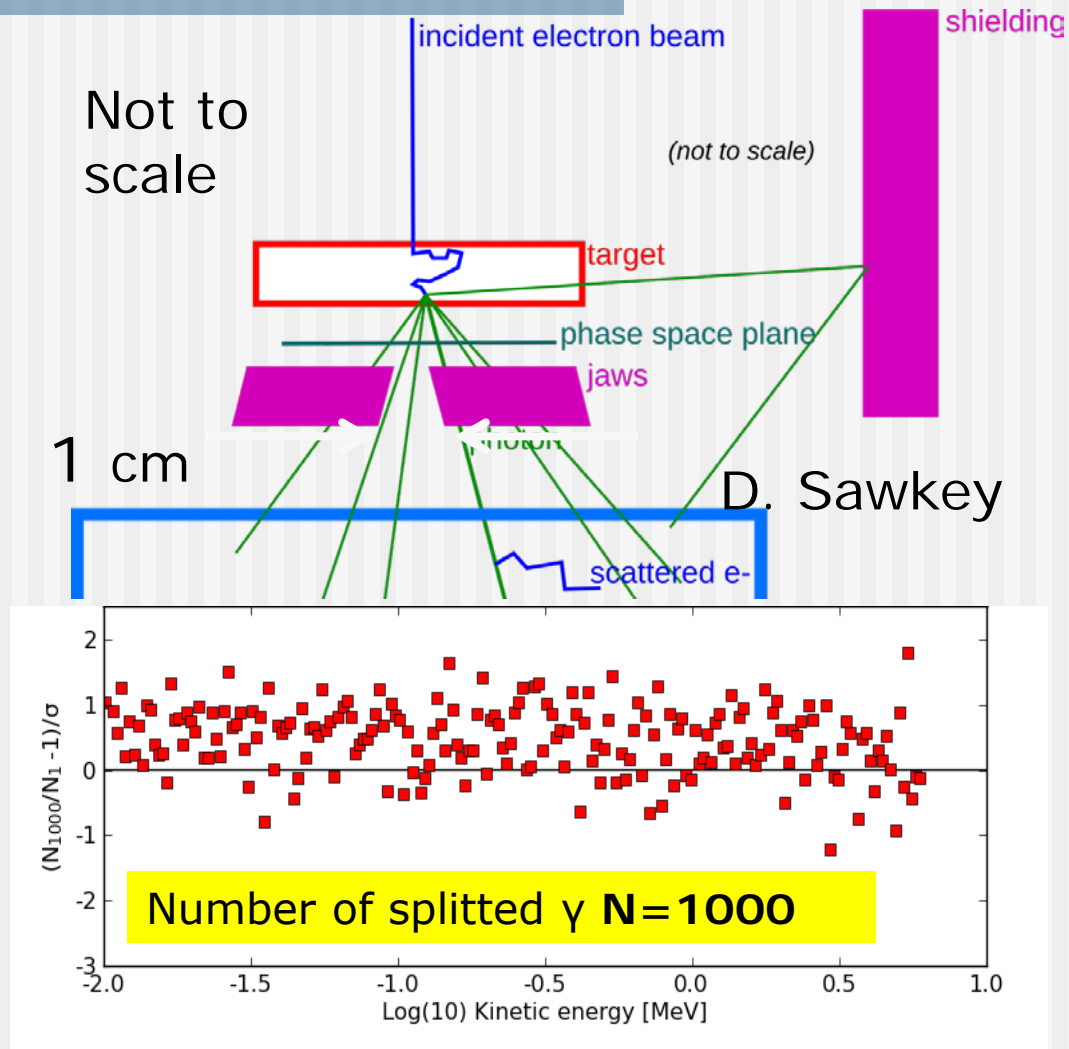 incident electron beam
shielding
Not to
scale
(not to scale)
target
phase space plane
jaws
photon
1 cm
D. Sawkey
scattered e-
(N1000/N1 -1)/σ
2
1
0
-1
-2
-3
Number of splitted γ N=1000
-2.0 -1.5 -1.0 -0.5 0.0 0.5 1.0
Log(10) Kinetic energy [MeV]